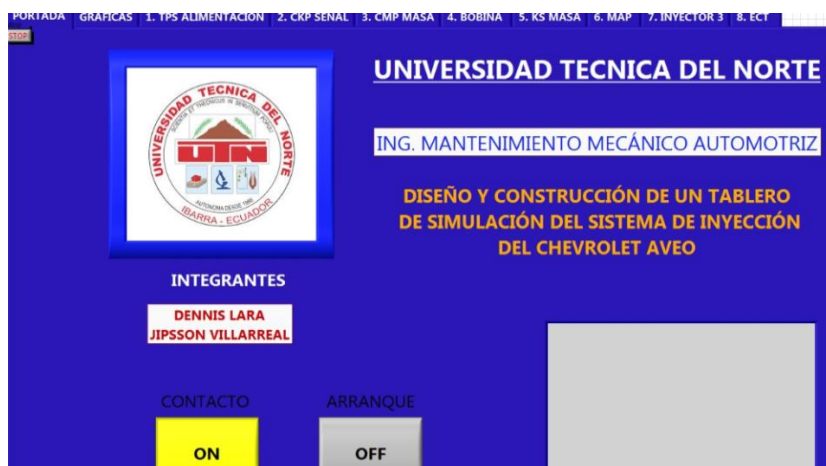 PORTADA GRÁFICAS 1. TPS ALIMENTACIÓN 2. CKP SEÑAL 3. CMP MASA 4. BOBINA 5. KS MASA 6. MAP 7. INYECTOR 3 8. ECT
STOP
UNIVERSIDAD TECNICA DEL NORTE
UNIVERSIDAD TECNICA DEL NORTE
UTN
IBARRA - ECUADOR
ING. MANTENIMIENTO MECÁNICO AUTOMOTRIZ
DISEÑO Y CONSTRUCCIÓN DE UN TABLERO
DE SIMULACIÓN DEL SISTEMA DE INYECCIÓN
DEL CHEVROLET AVEO
INTEGRANTES
DENNIS LARA
JIPSSON VILLARREAL
CONTACTO ARRANQUE
ON OFF